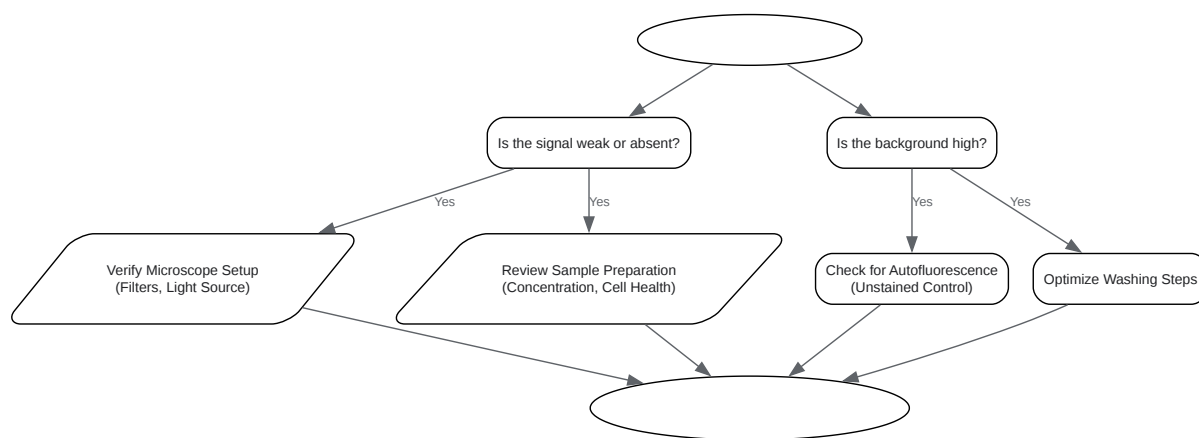 Is the signal weak or absent?
Is the background high?
Yes
Yes
Yes
Yes
Verify Microscope Setup
(Filters, Light Source)
Review Sample Preparation
(Concentration, Cell Health)
Check for Autofluorescence
(Unstained Control)
Optimize Washing Steps